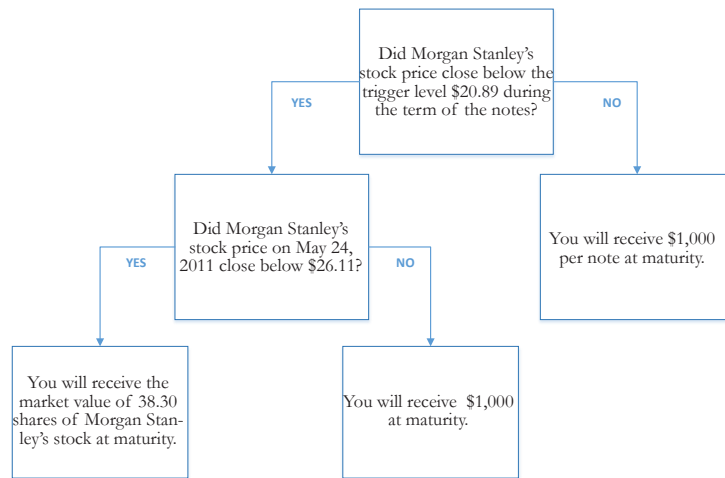 Did Morgan Stanley's
stock price close below the
trigger level $20.89 during
the term of the notes?
YES
NO
Did Morgan Stanley's
stock price on May 24,
2011 close below $26.11?
You will receive $1,000
per note at maturity.
YES
NO
You will receive the
market value of 38.30
shares of Morgan Stan-
ley's stock at maturity.
You will receive $1,000
at maturity.